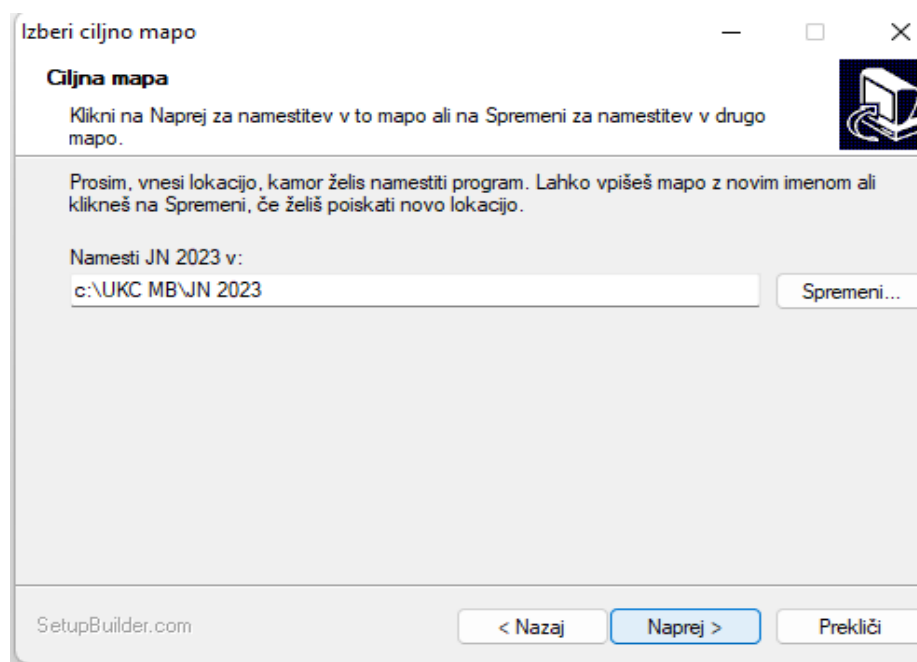 Izberi ciljno mapo
Ciljna mapa
Klikni na Naprej za namestitev v to mapo ali na Spremeni za namestitev v drugo
mapo.
Prosim, vnesi lokacijo, kamor želis namestiti program. Lahko vpišeš mapo z novim imenom ali
klikneš na Spremeni, če želiš poiskati novo lokacijo.
Namesti JN 2023 v:
c:\UKC MB\JN 2023
Spremeni...
SetupBuilder.com
< Nazaj
Naprej >
Prekliči